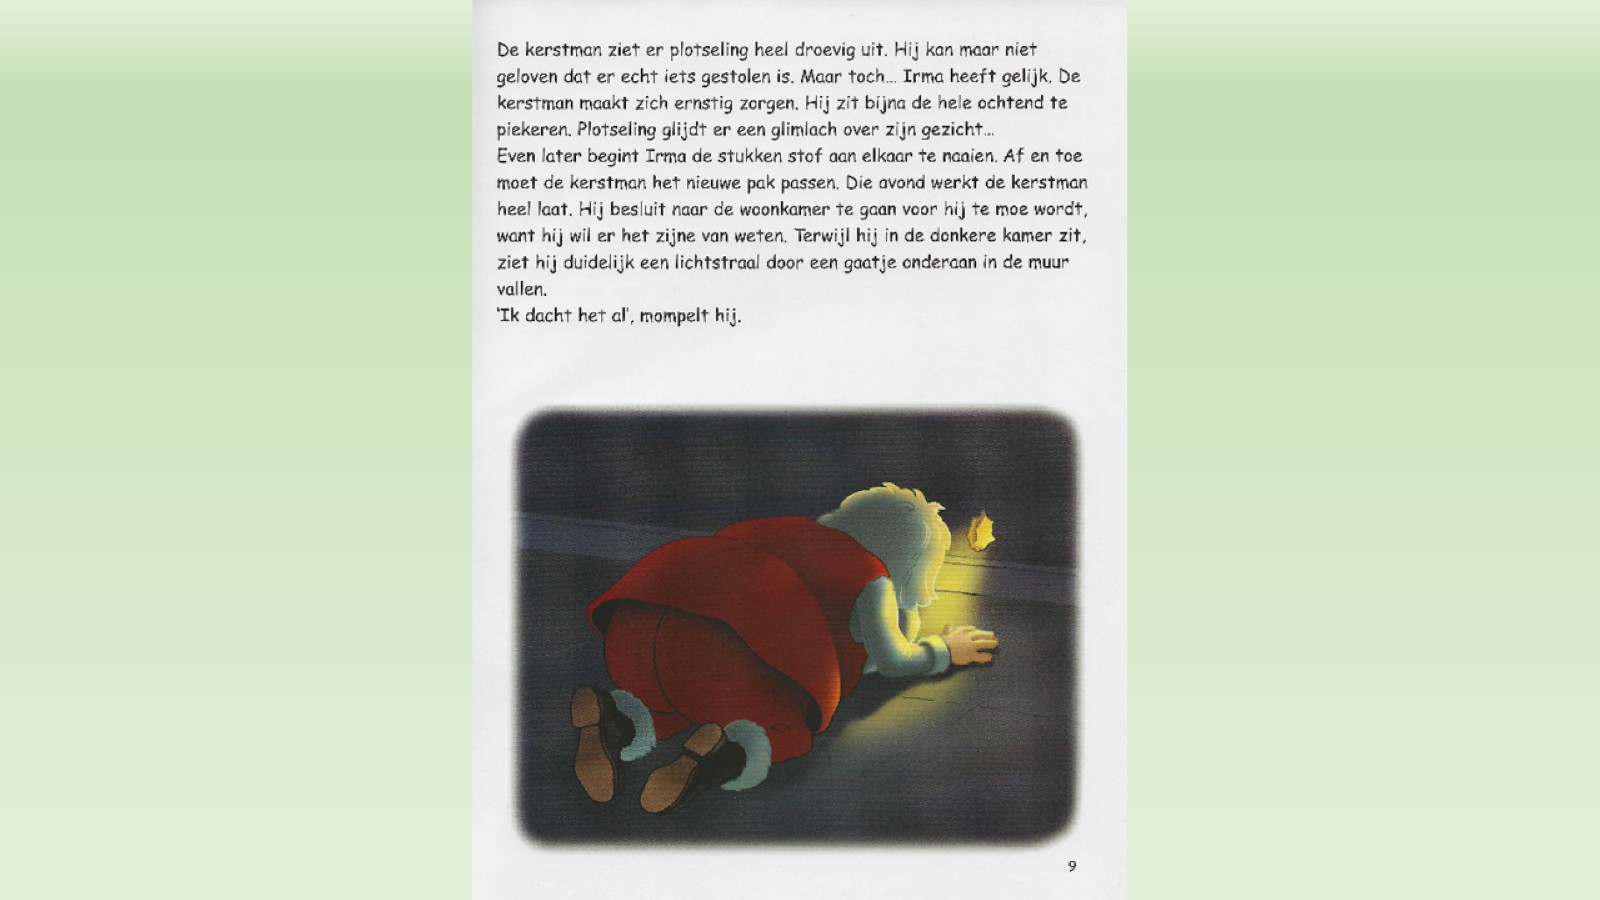 De kerstman ziet er plotseling heel droevig uit. Hij kan maar niet
geloven dat er echt iets gestolen is. Maar toch... Irma heeft gelijk. De
kerstman maakt zich ernstig zorgen. Hij zit bijna de hele ochtend te
piekeren. Plotseling glijdt er een glimlach over zijn gezicht...
Even later begint Irma de stukken stof aan elkaar te naaien. Af en toe
moet de kerstman het nieuwe pak passen. Die avond werkt de kerstman
heel laat. Hij besluit naar de woonkamer te gaan voor hij te moe wordt,
want hij wil er het zijne van weten. Terwijl hij in de donkere kamer zit,
ziet hij duidelijk een lichtstraal door een gaatje onderaan in de muur
vallen.
‘Ik dacht het al’, mompelt hij.
9